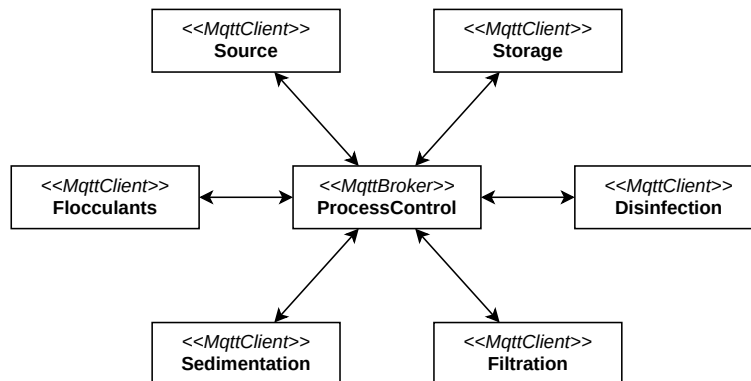 <<MqttClient>>
Source
<<MqttClient>>
Storage
<<MqttClient>>
Flocculants
<<MqttBroker>>
ProcessControl
<<MqttClient>>
Disinfection
<<MqttClient>>
Sedimentation
<<MqttClient>>
Filtration